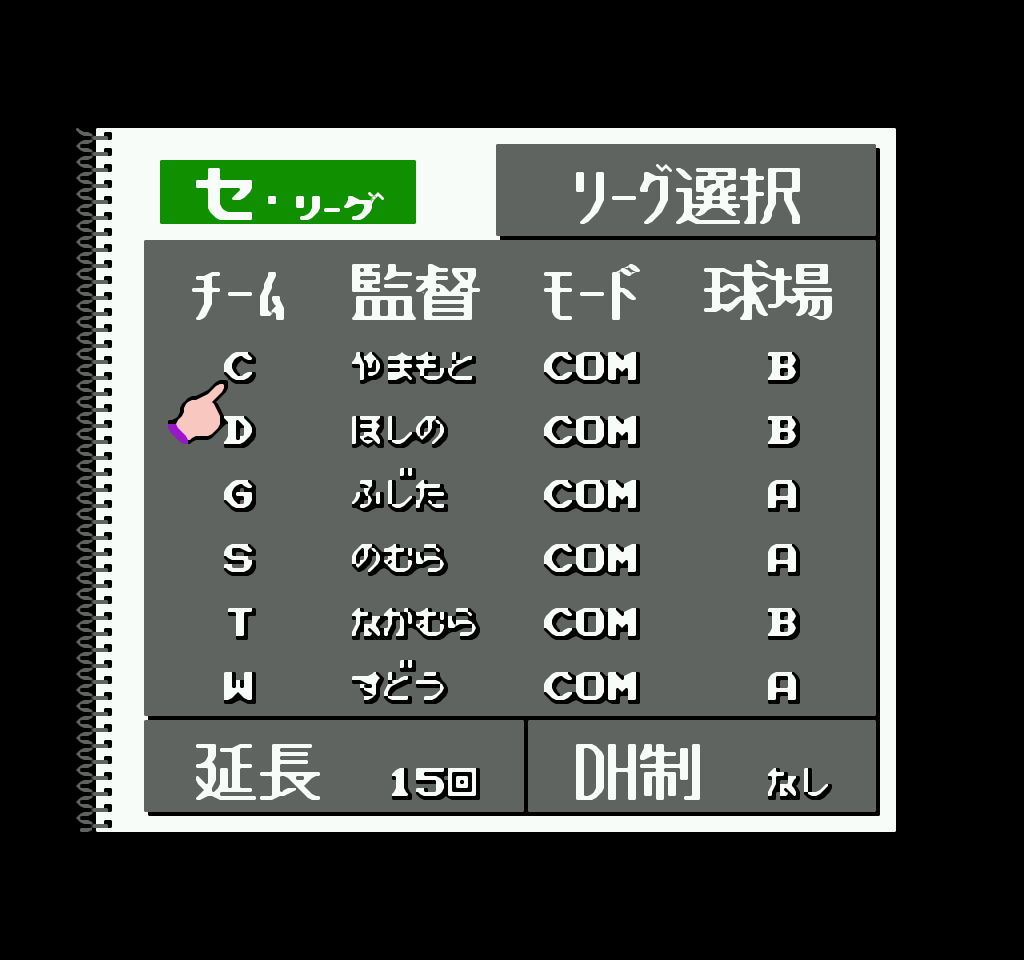 セ・リーグ リーグ選択
チーム 監督 モード 球場
C やまもと COM B
D ほしの COM B
G ふじた COM A
S のむら COM A
T なかむら COM B
W すどう COM A
延長 15回 DH制 なし